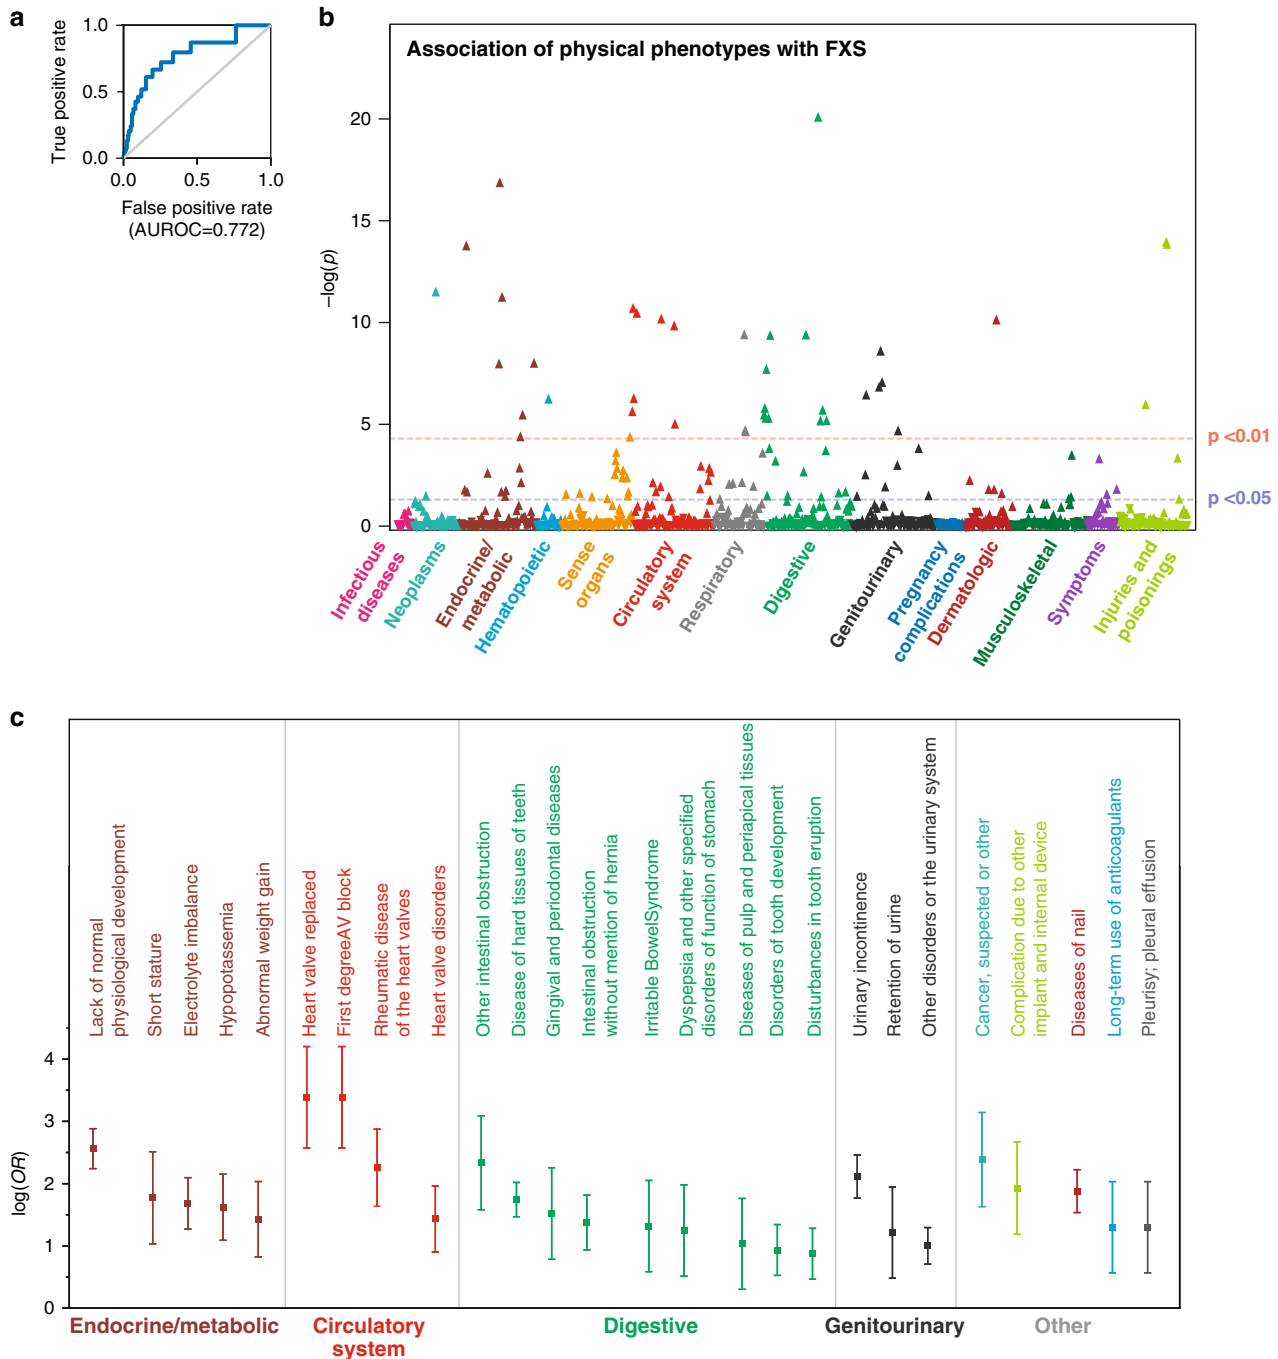 a
True positive rate
1.0
0.5
0.0
0.0 0.5 1.0
False positive rate
(AUROC=0.772)
b
Association of physical phenotypes with FXS
−log(p)
20
15
10
5
0
p <0.01
p <0.05
Infectious
diseases
Neoplasms
Endocrine/
metabolic
Hematopoietic
Sense
organs
Circulatory
system
Respiratory
Digestive
Genitourinary
Pregnancy
complications
Dermatologic
Musculoskeletal
Symptoms
Injuries and
poisonings
c
log(OR)
4
3
2
1
0
Lack of normal
physiological development
Short stature
Electrolyte imbalance
Hypopotassemia
Abnormal weight gain
Heart valve replaced
First degreeAV block
Rheumatic disease
of the heart valves
Heart valve disorders
Other intestinal obstruction
Disease of hard tissues of teeth
Gingival and periodontal diseases
Intestinal obstruction
without mention of hernia
Irritable BowelSyndrome
Dyspepsia and other specified
disorders of function of stomach
Diseases of pulp and periapical tissues
Disorders of tooth development
Disturbances in tooth eruption
Urinary incontinence
Retention of urine
Other disorders or the urinary system
Cancer, suspected or other
Complication due to other
implant and internal device
Diseases of nail
Long-term use of anticoagulants
Pleurisy; pleural effusion
Endocrine/metabolic
Circulatory
system
Digestive
Genitourinary
Other